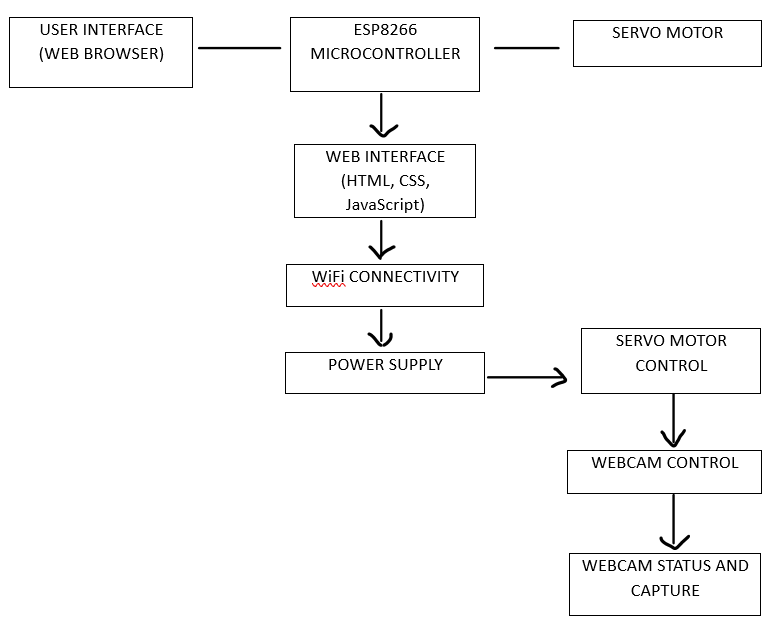 USER INTERFACE
(WEB BROWSER)
ESP8266
MICROCONTROLLER
SERVO MOTOR
WEB INTERFACE
(HTML, CSS,
JavaScript)
WiFi CONNECTIVITY
POWER SUPPLY
SERVO MOTOR
CONTROL
WEBCAM CONTROL
WEBCAM STATUS AND
CAPTURE